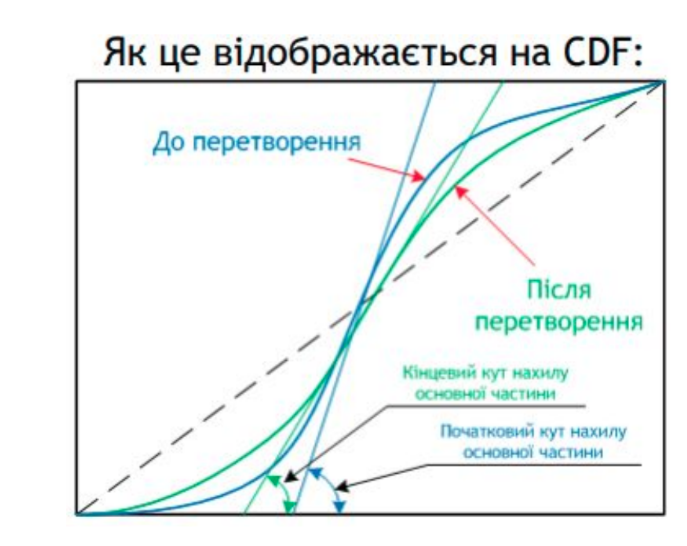 Як це відображається на CDF:
До перетворення
Після
перетворення
Кінцевий кут нахилу
основної частини
Початковий кут нахилу
основної частини